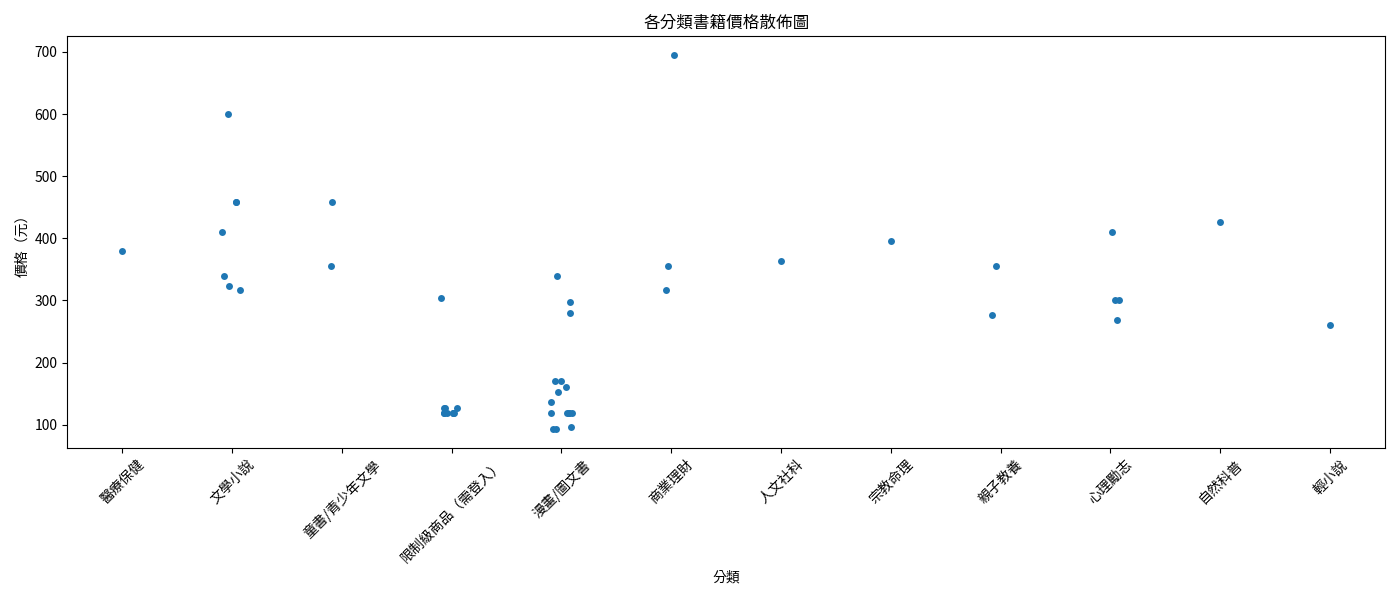 各分類書籍價格散佈圖
價格（元）
700
600
500
400
300
200
100
醫療保健
文學小說
童書/青少年文學
限制級商品（需登入）
漫畫/圖文書
商業理財
人文社科
宗教命理
親子教養
心理勵志
自然科普
輕小說
分類